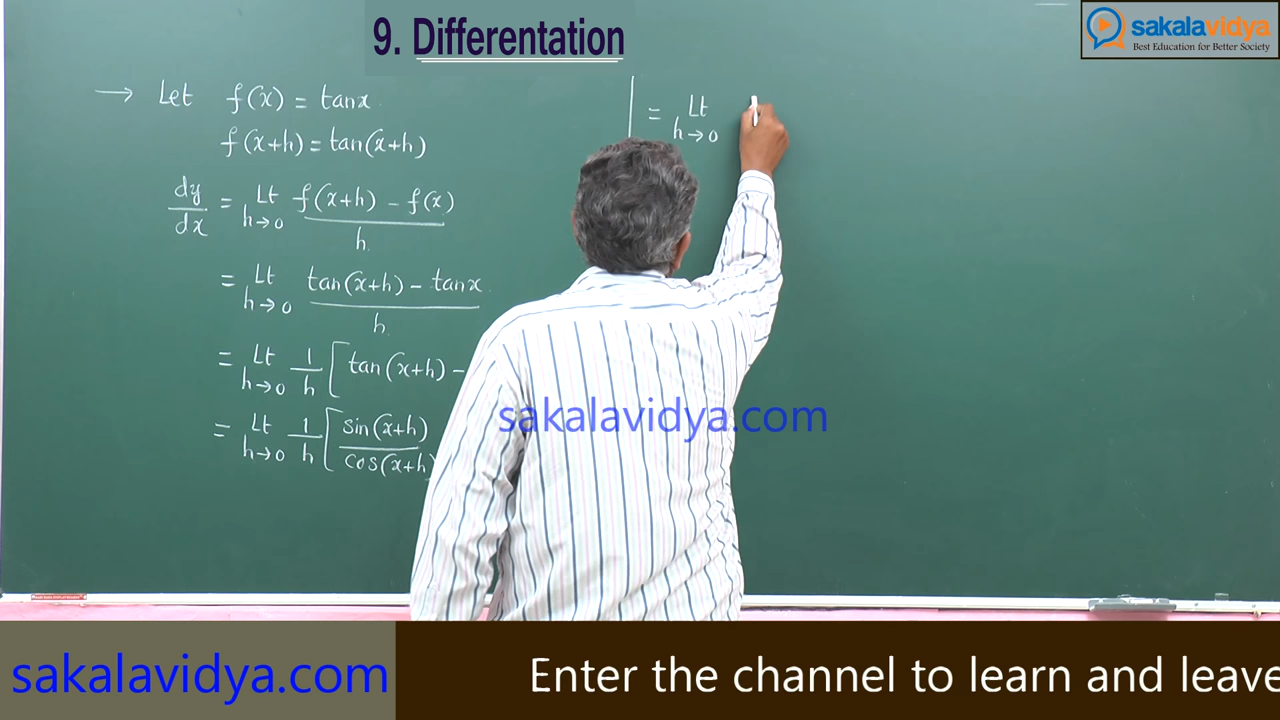 9. Differentation
sakalavidya
Best Education for Better Society
→ Let f(x) = tanx
f(x+h) = tan(x+h)
dy/dx = Lt h→0 f(x+h) - f(x) / h
= Lt h→0 tan(x+h) - tanx / h
= Lt h→0 1/h [ tan(x+h) -
= Lt h→0 1/h [ sin(x+h) / cos(x+h)
= Lt h→0
sakalavidya.com
sakalavidya.com
Enter the channel to learn and leave